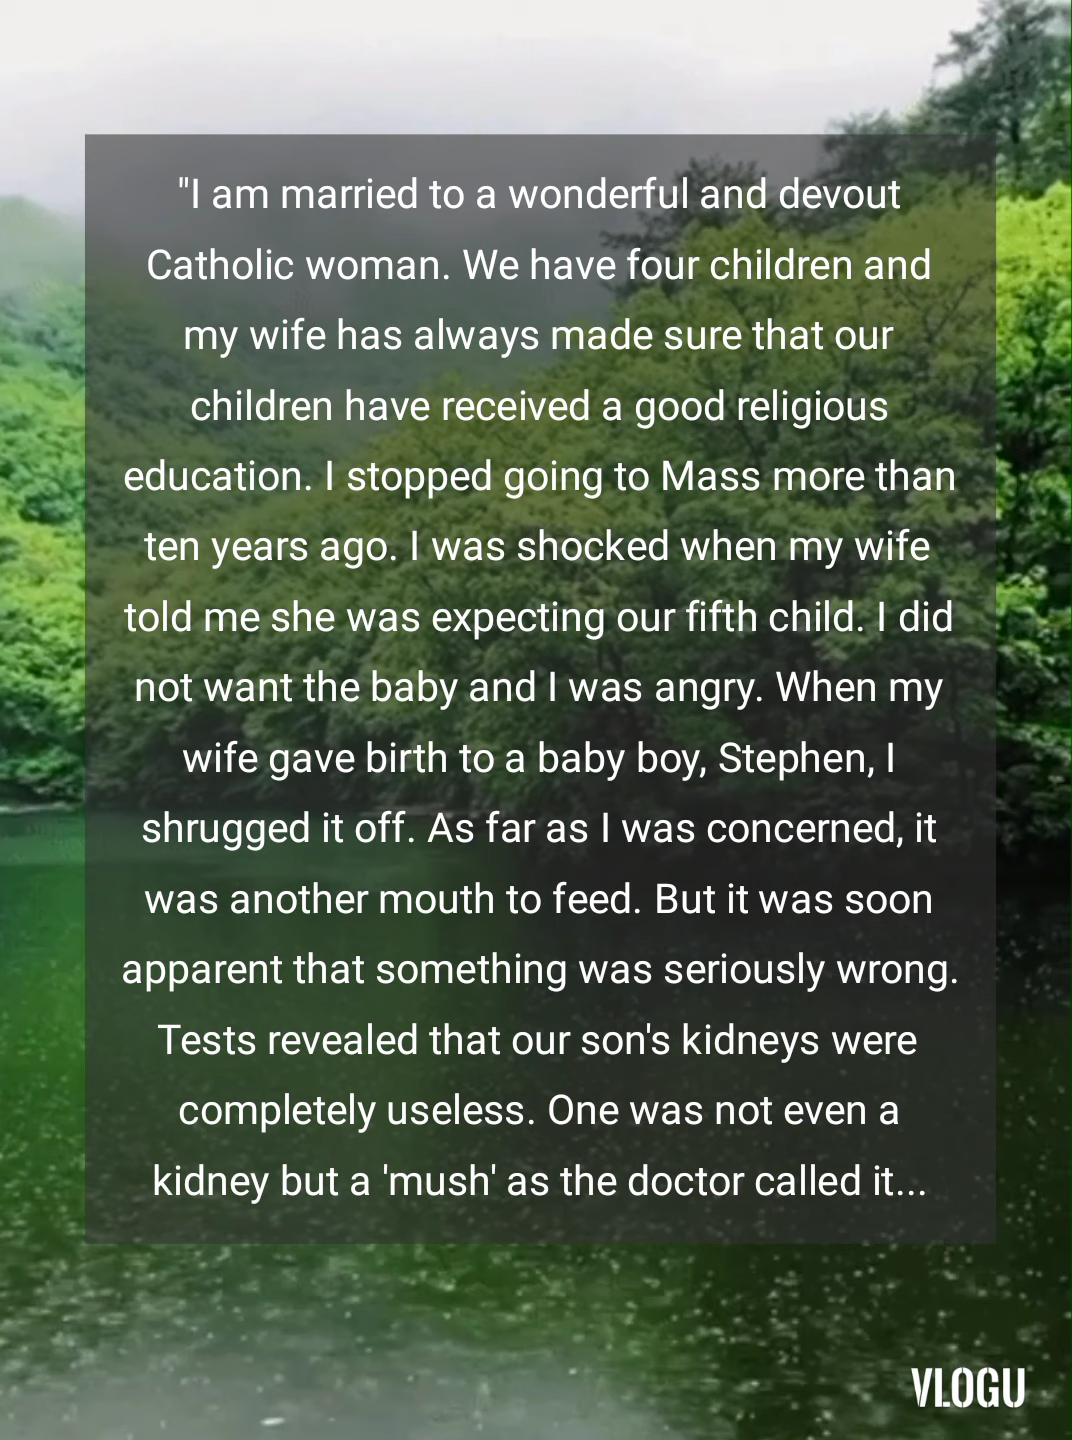 "I am married to a wonderful and devout
Catholic woman. We have four children and
my wife has always made sure that our
children have received a good religious
education. I stopped going to Mass more than
ten years ago. I was shocked when my wife
told me she was expecting our fifth child. I did
not want the baby and I was angry. When my
wife gave birth to a baby boy, Stephen, I
shrugged it off. As far as I was concerned, it
was another mouth to feed. But it was soon
apparent that something was seriously wrong.
Tests revealed that our son's kidneys were
completely useless. One was not even a
kidney but a 'mush' as the doctor called it...
VLOGU